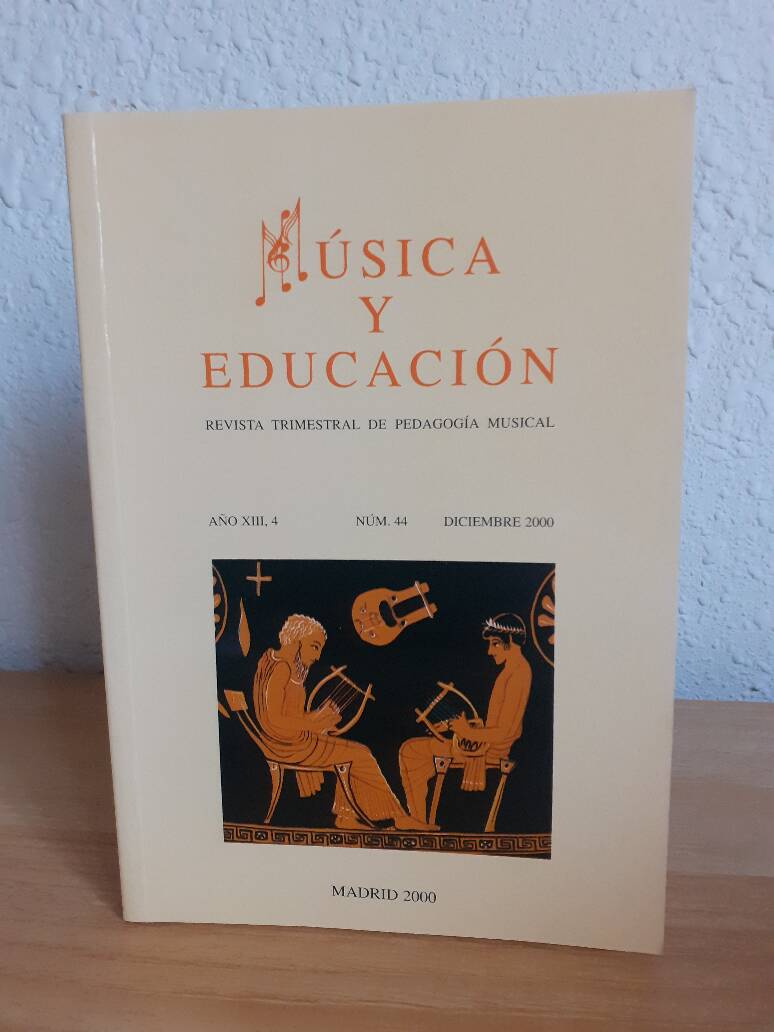 MÚSICA
Y
EDUCACIÓN
REVISTA TRIMESTRAL DE PEDAGOGÍA MUSICAL
AÑO XIII, 4 NÚM. 44 DICIEMBRE 2000
MADRID 2000